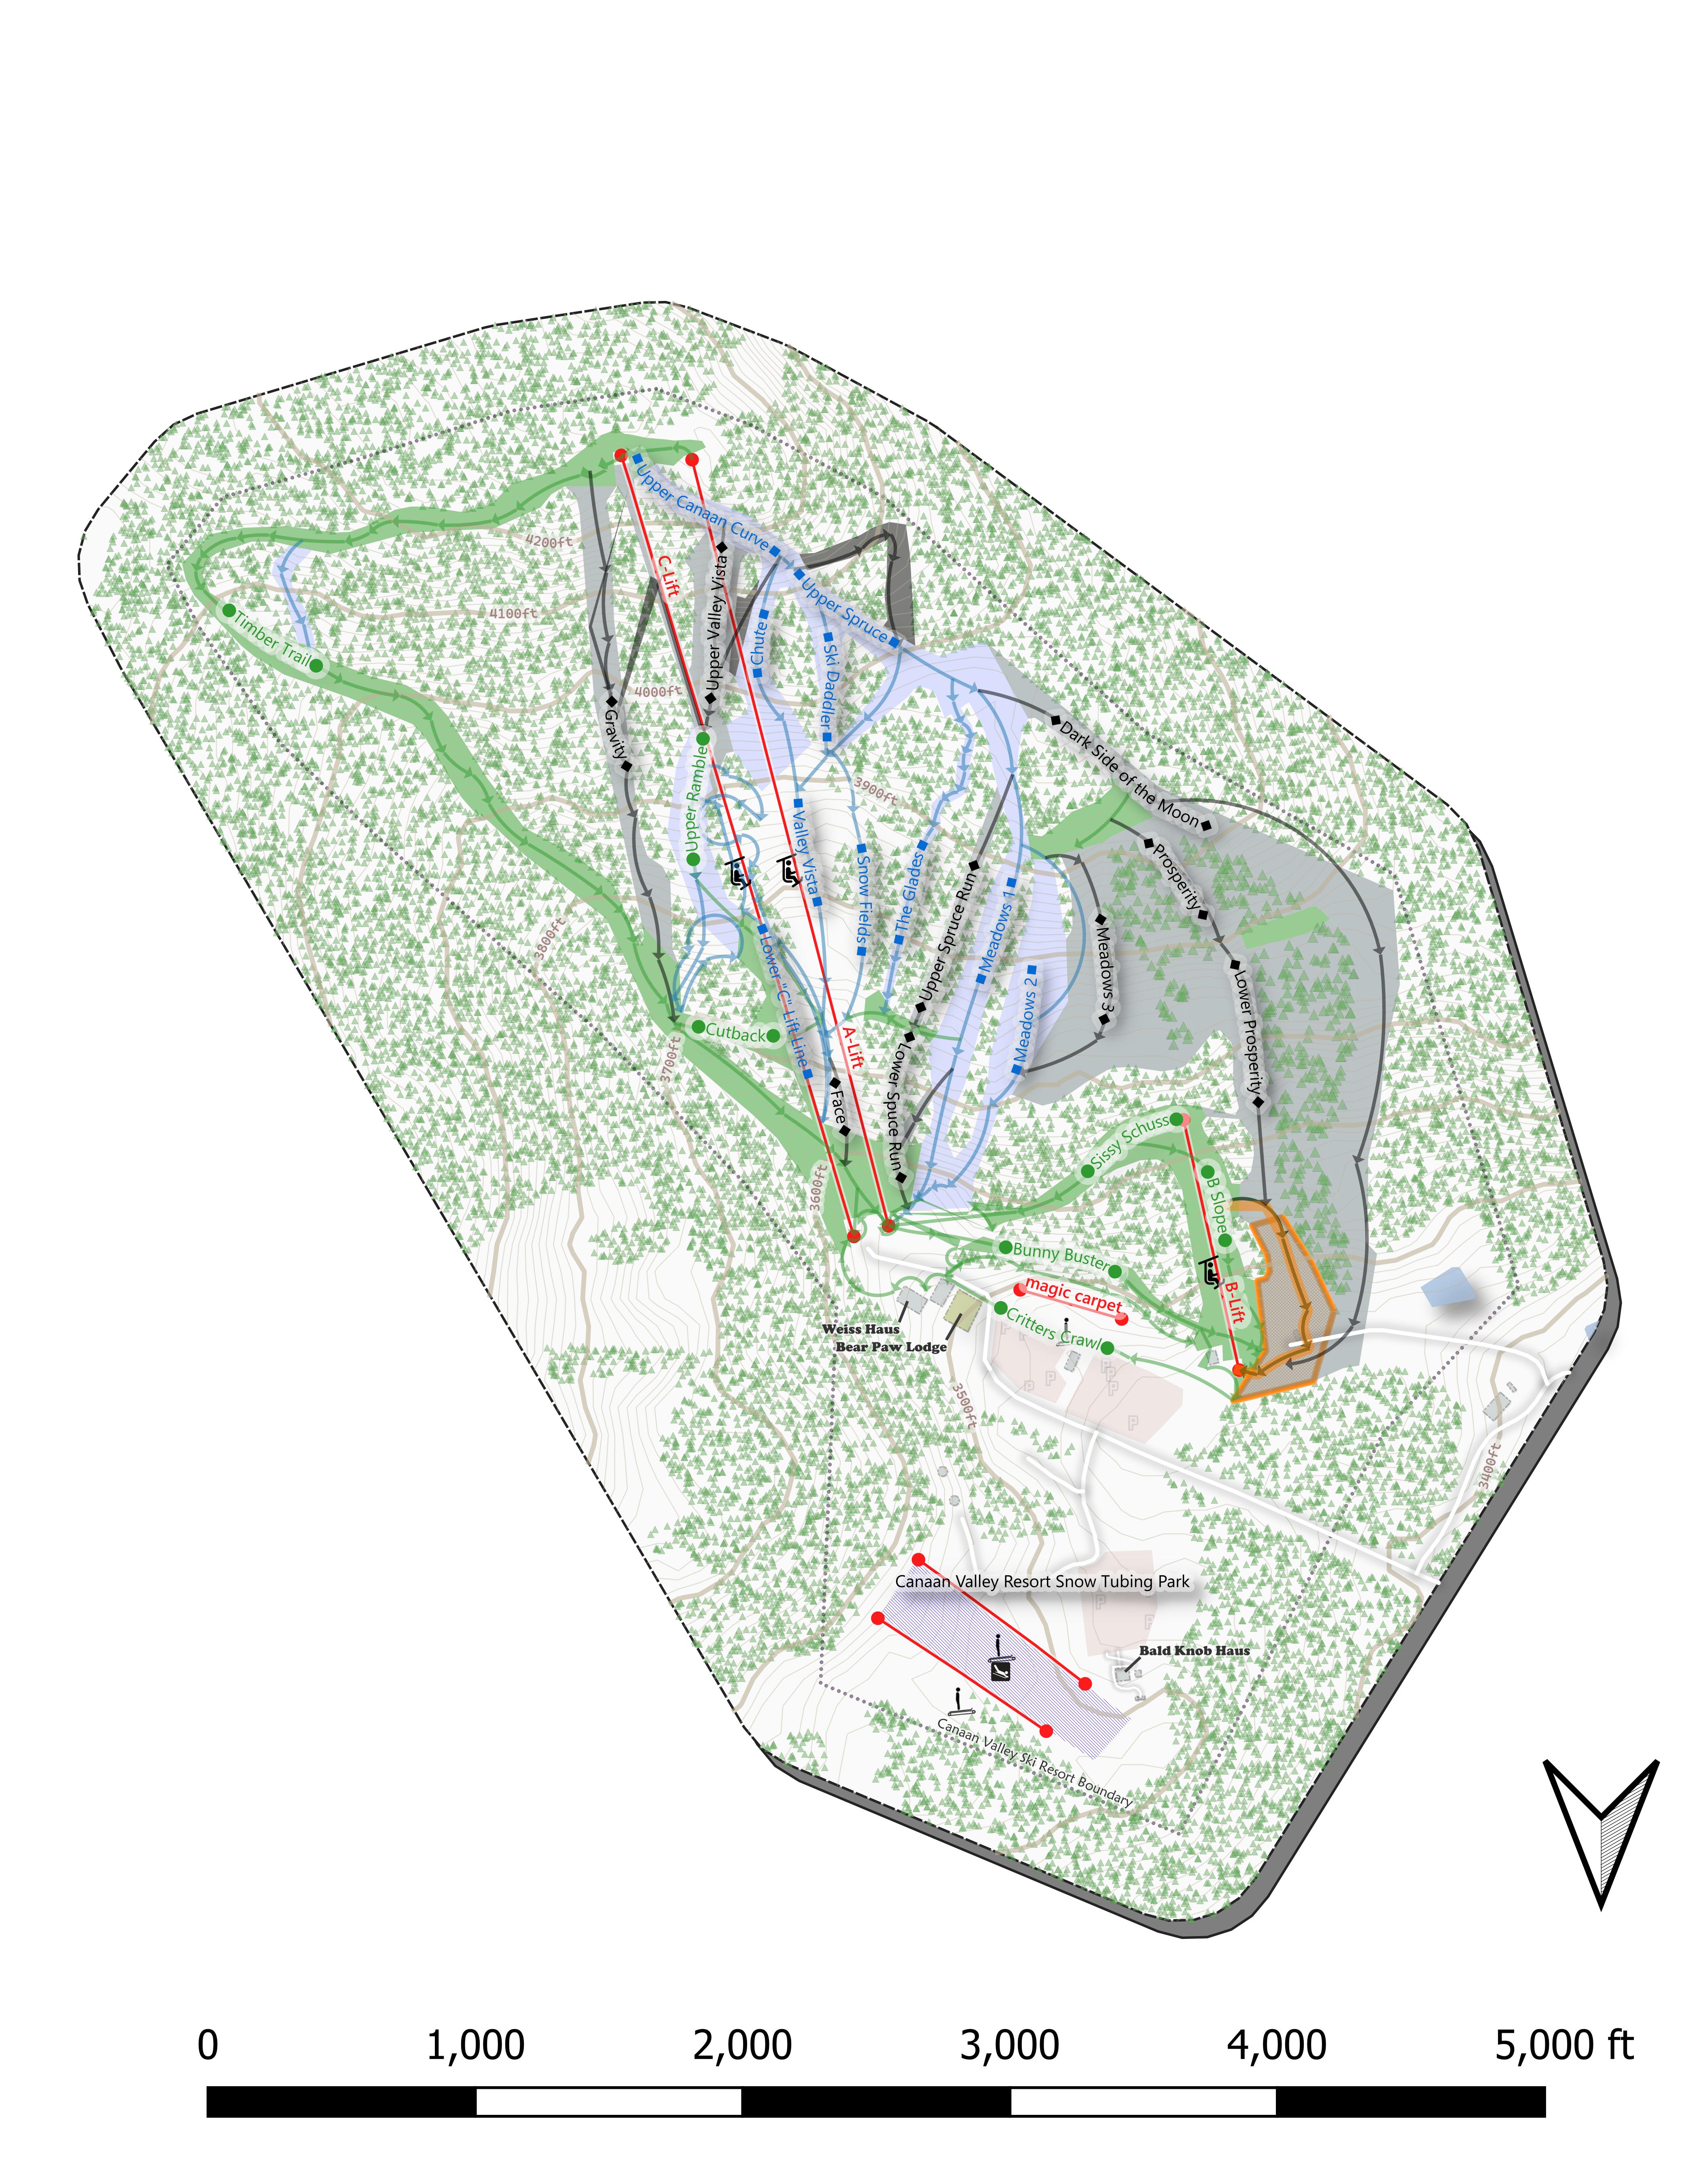 Upper Canaan Curve
4200ft
C-Lift
Upper Valley Vista
4100ft
Chute
Upper Spruce
Timber Trail
Ski Daddler
4000ft
Gravity
Dark Side of the Moon
Upper Ramble
3900ft
Valley Vista
Snow Fields
The Glades
Upper Spruce Run
Meadows 1
Prosperity
Meadows 3
3800ft
Lower "C" Lift Line
Meadows 2
Lower Prosperity
Cutback
A-Lift
3700ft
Face
Lower Spuce Run
Sissy Schuss
B Slope
3600ft
Bunny Buster
magic carpet
B-Lift
Critters Crawl
Weiss Haus
Bear Paw Lodge
P
P
P
P
P
P
P
3500ft
3400ft
Canaan Valley Resort Snow Tubing Park
P
P
Bald Knob Haus
Canaan Valley Ski Resort Boundary
0 1,000 2,000 3,000 4,000 5,000 ft